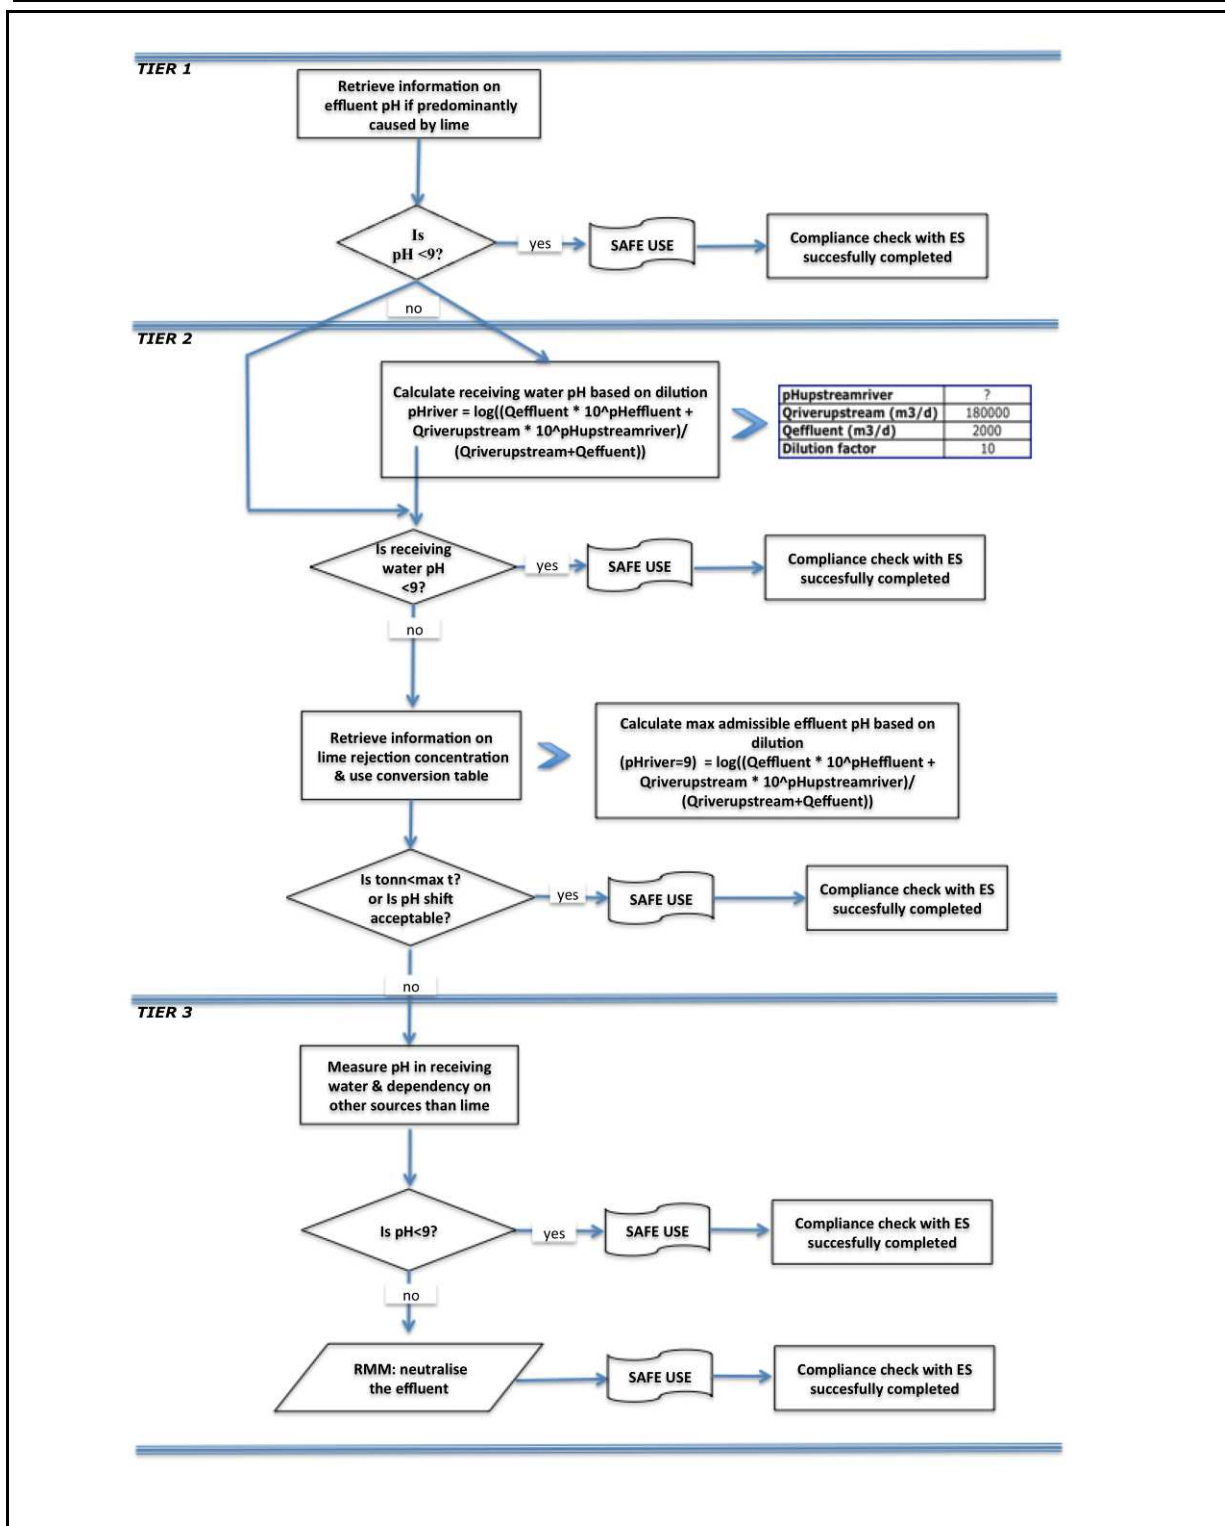 TIER 1
Retrieve information on
effluent pH if predominantly
caused by lime
Is
pH <9?
yes
SAFE USE
Compliance check with ES
succesfully completed
no
TIER 2
Calculate receiving water pH based on dilution
pHriver = log((Qeffluent * 10^pHeffluent +
Qriverupstream * 10^pHupstreamriver)/
(Qriverupstream+Qeffuent))
pHupstreamriver ?
Qriverupstream (m3/d) 180000
Qeffluent (m3/d) 2000
Dilution factor 10
Is receiving
water pH
<9?
yes
SAFE USE
Compliance check with ES
succesfully completed
no
Retrieve information on
lime rejection concentration
& use conversion table
Calculate max admissible effluent pH based on
dilution
(pHriver=9) = log((Qeffluent * 10^pHeffluent +
Qriverupstream * 10^pHupstreamriver)/
(Qriverupstream+Qeffuent))
Is tonn<max t?
or Is pH shift
acceptable?
yes
SAFE USE
Compliance check with ES
succesfully completed
no
TIER 3
Measure pH in receiving
water & dependency on
other sources than lime
Is pH<9?
yes
SAFE USE
Compliance check with ES
succesfully completed
no
RMM: neutralise
the effluent
SAFE USE
Compliance check with ES
succesfully completed